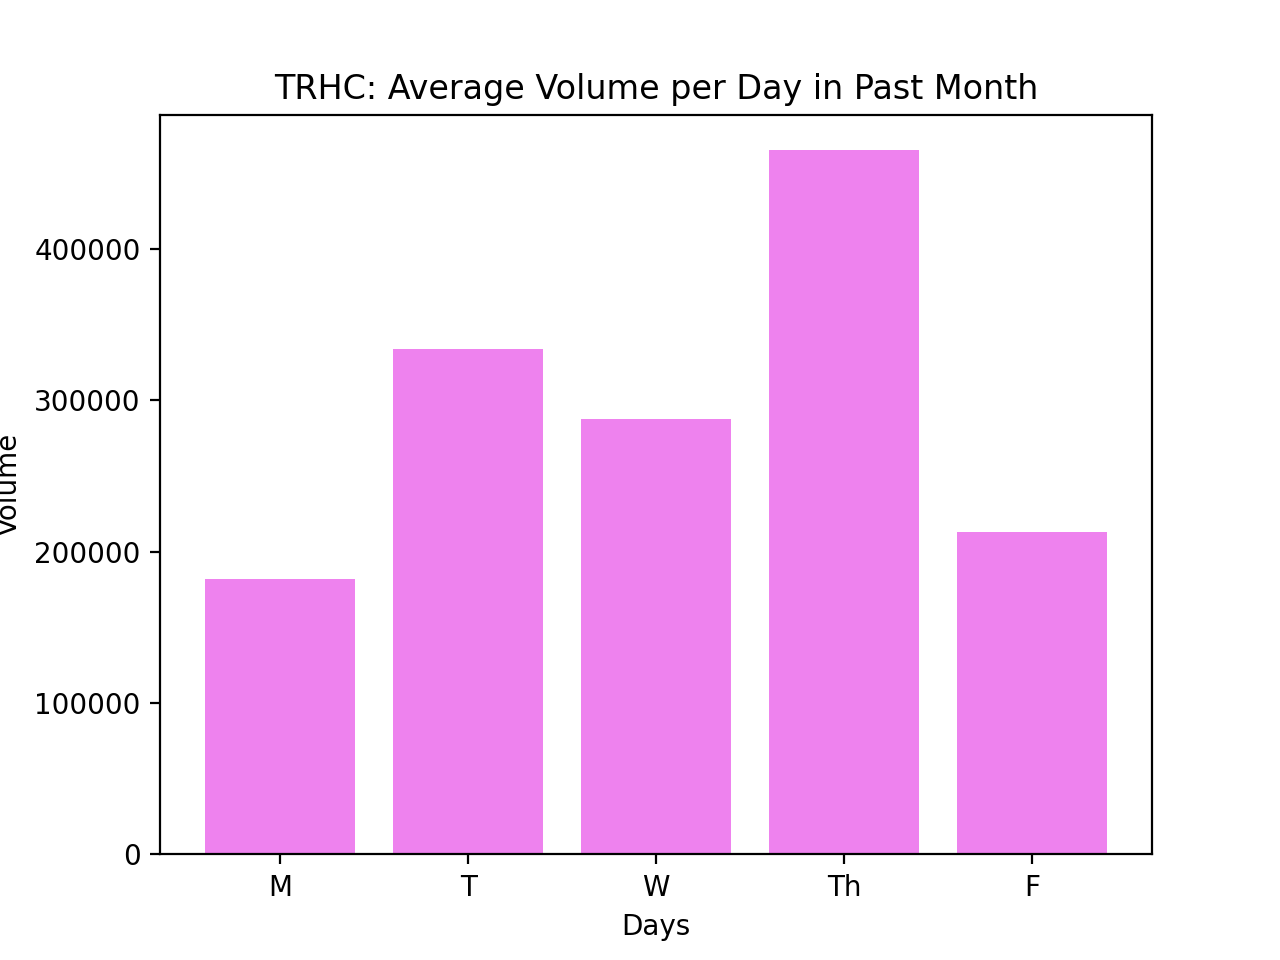 TRHC: Average Volume per Day in Past Month
Volume
400000
300000
200000
100000
0
M T W Th F
Days